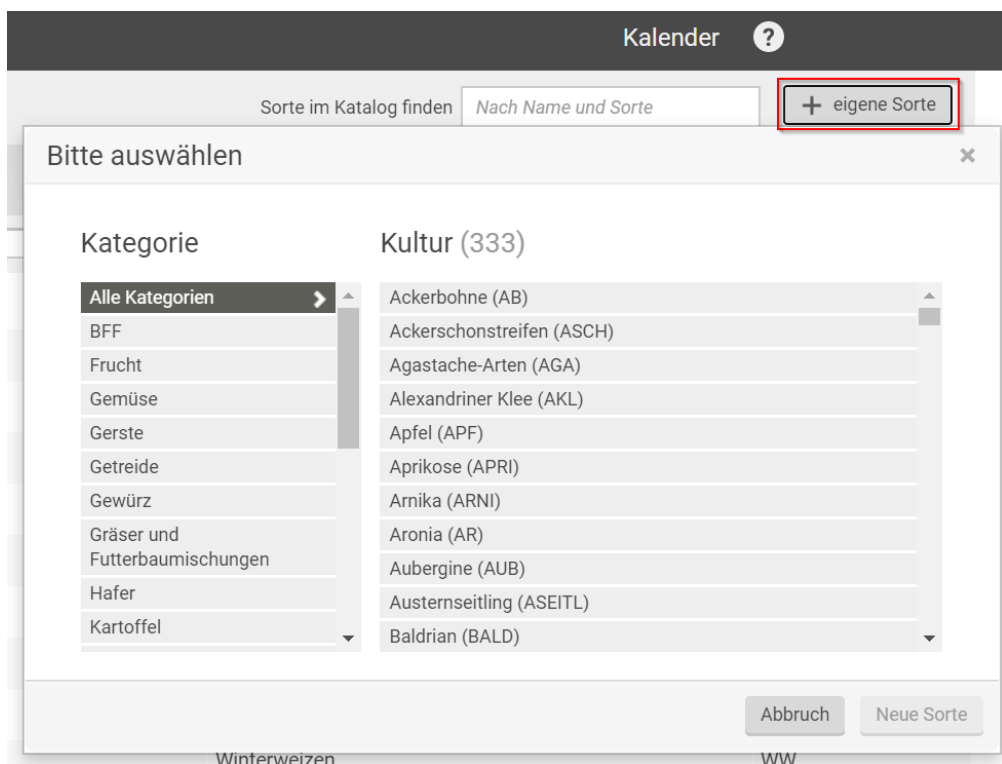 Kalender ?
Sorte im Katalog finden Nach Name und Sorte + eigene Sorte
Bitte auswählen ×
Kategorie
Kultur (333)
Alle Kategorien
BFF
Frucht
Gemüse
Gerste
Getreide
Gewürz
Gräser und
Futterbaumischungen
Hafer
Kartoffel
Ackerbohne (AB)
Ackerschonstreifen (ASCH)
Agastache-Arten (AGA)
Alexandriner Klee (AKL)
Apfel (APF)
Aprikose (APRI)
Arnika (ARNI)
Aronia (AR)
Aubergine (AUB)
Austernseitling (ASEITL)
Baldrian (BALD)
Abbruch Neue Sorte
Winterweizen WW